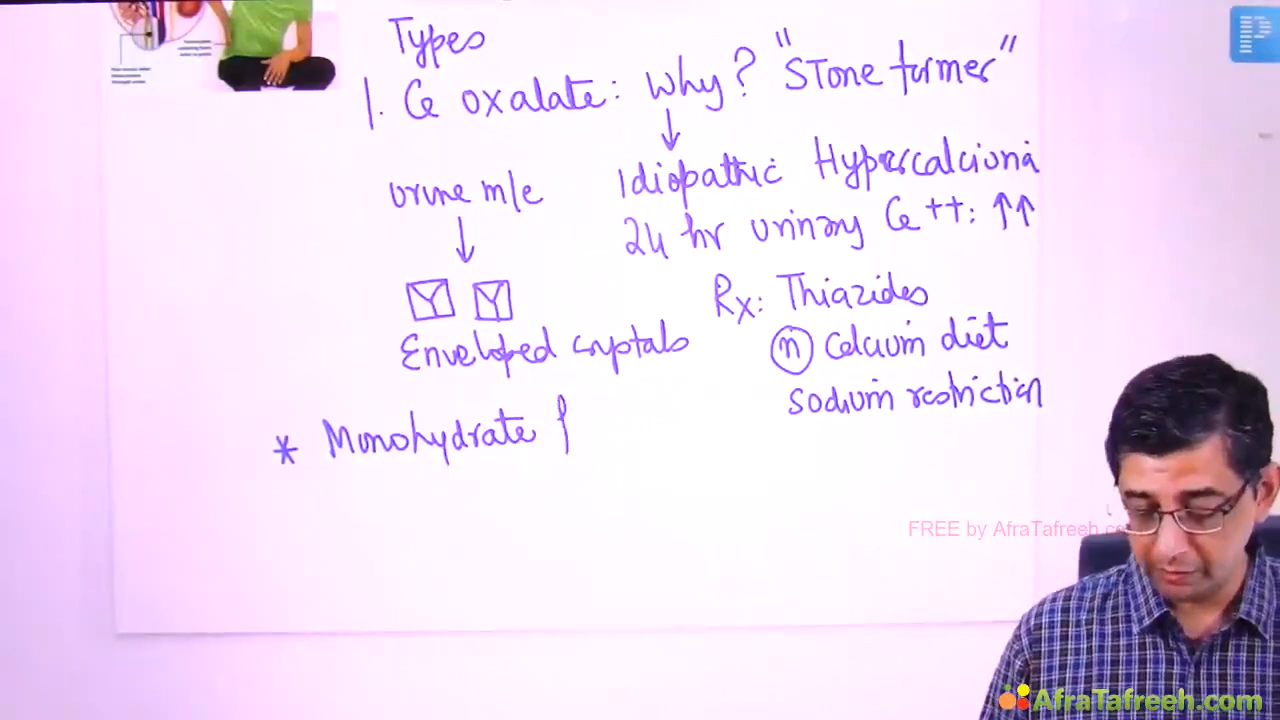 Types
1. Ca oxalate: Why? "Stone former"
urine m/e
Idiopathic Hypercalciuria
24 hr urinary Ca ++: ↑↑
Enveloped crystals
Rx: Thiazides
n calcium diet
sodium restriction
* Monohydrate f
FREE by AfraTafreeh.co
AfraTafreeh.com
P